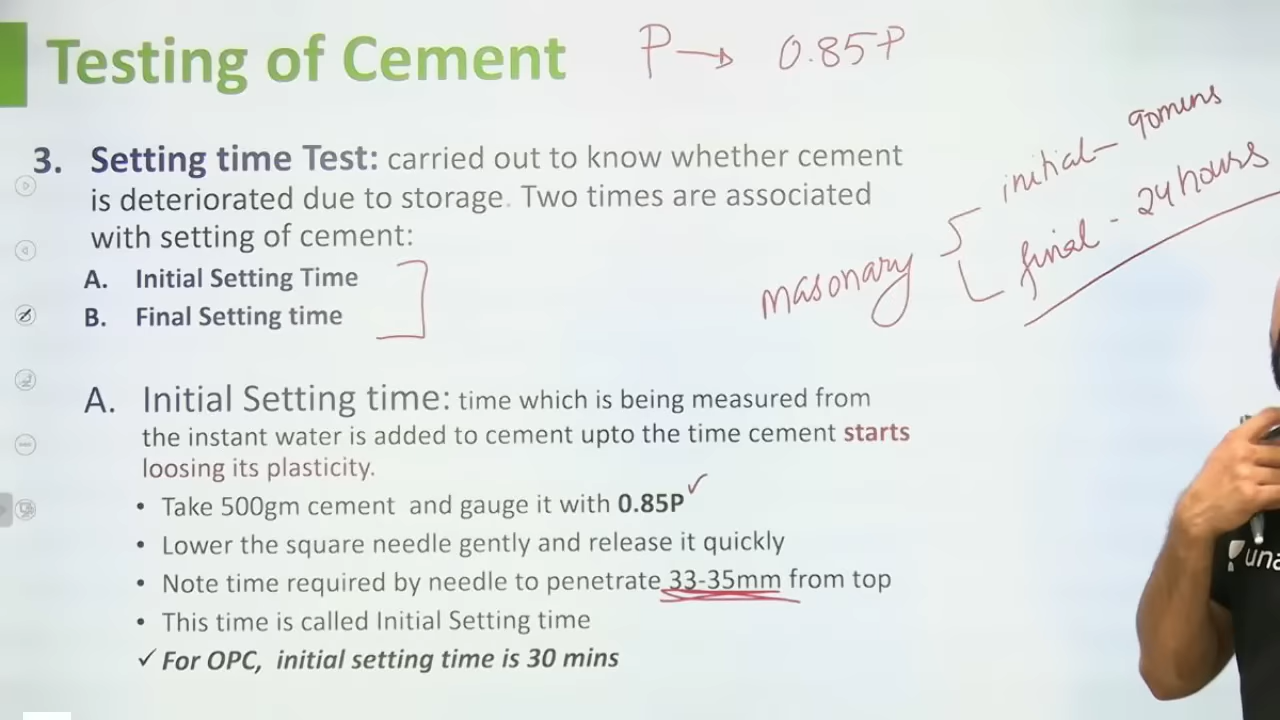 Testing of Cement
P → 0.85P
3. Setting time Test: carried out to know whether cement
is deteriorated due to storage. Two times are associated
with setting of cement:
A. Initial Setting Time
B. Final Setting time
masonary
initial - 90mins
final - 24 hours
A. Initial Setting time: time which is being measured from
the instant water is added to cement upto the time cement starts
loosing its plasticity.
• Take 500gm cement and gauge it with 0.85P ✓
• Lower the square needle gently and release it quickly
• Note time required by needle to penetrate 33-35mm from top
• This time is called Initial Setting time
✓ For OPC, initial setting time is 30 mins